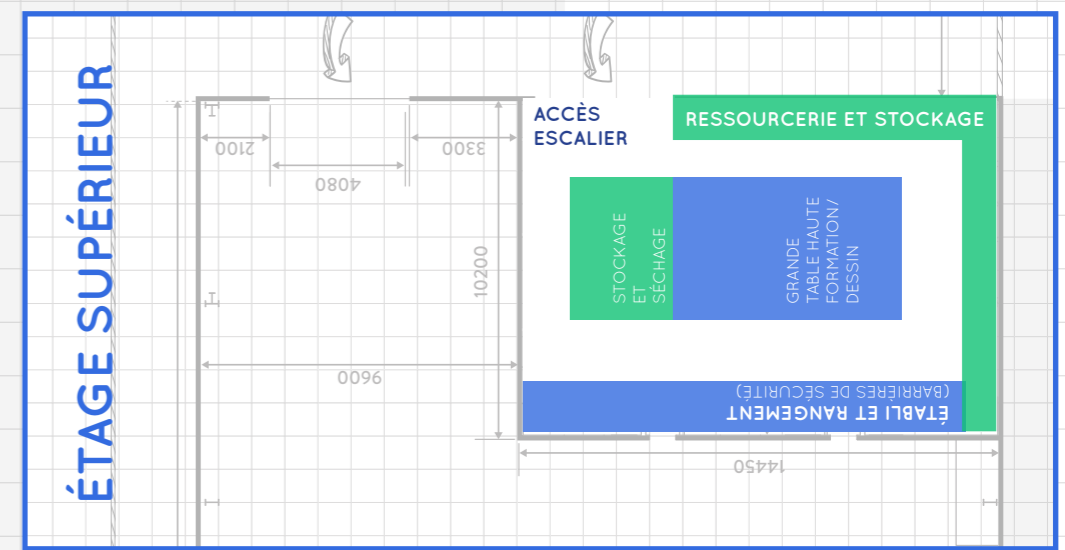 ÉTAGE SUPÉRIEUR
ACCÈS
ESCALIER
RESSOURCERIE ET STOCKAGE
2100
3300
4080
STOCKAGE
ET
SÉCHAGE
GRANDE
TABLE HAUTE
FORMATION/
DESSIN
10200
9600
ÉTABLI ET RANGEMENT
(BARRIÈRES DE SÉCURITÉ)
14450